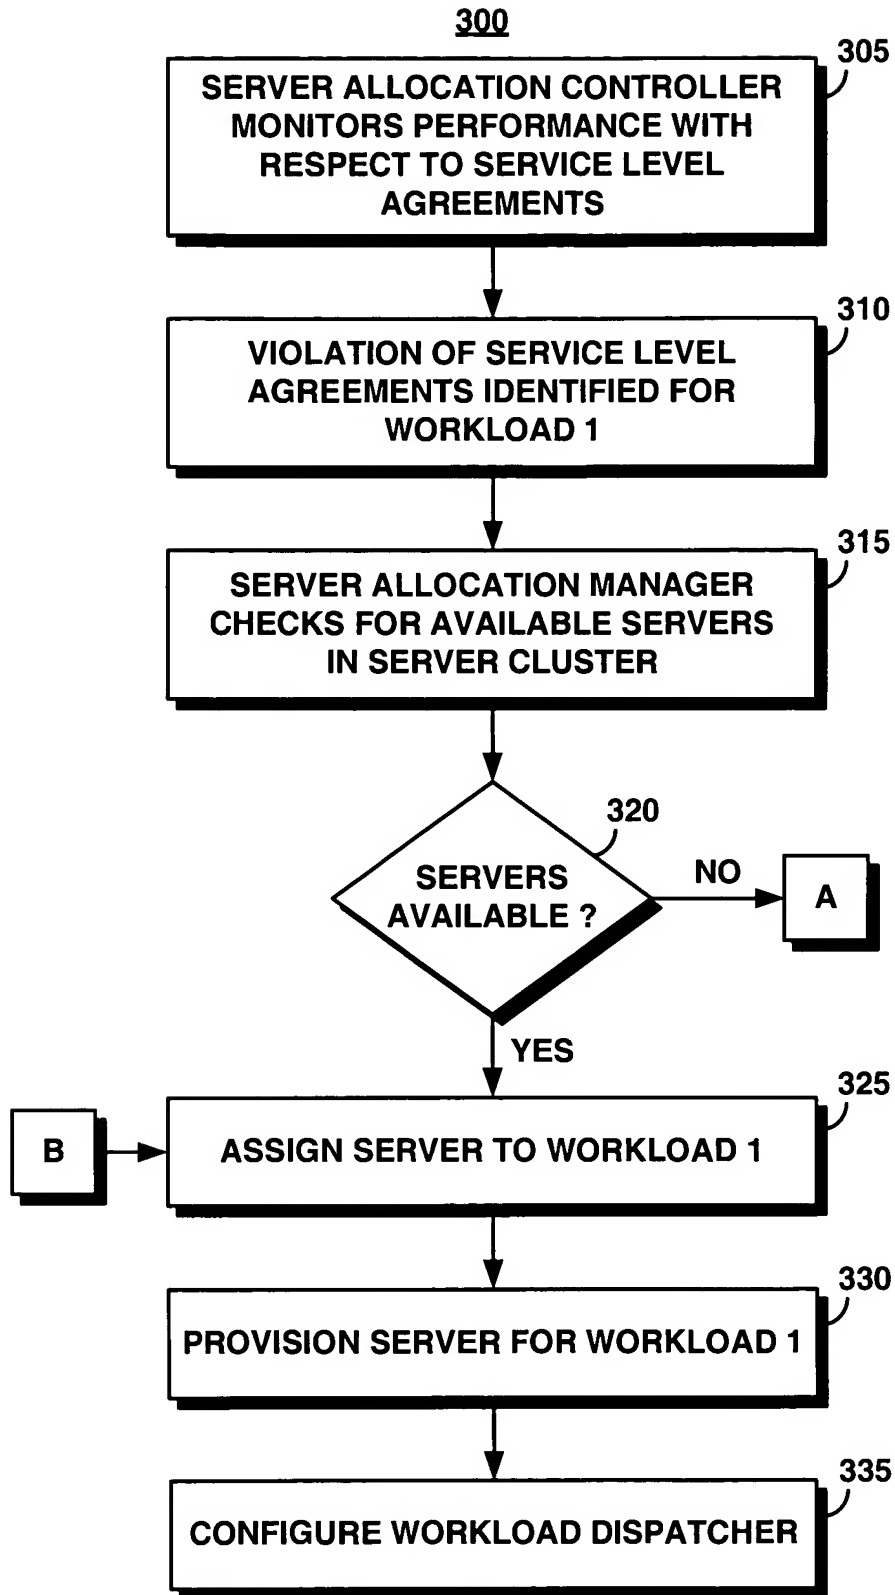 300
305
SERVER ALLOCATION CONTROLLER
MONITORS PERFORMANCE WITH
RESPECT TO SERVICE LEVEL
AGREEMENTS
310
VIOLATION OF SERVICE LEVEL
AGREEMENTS IDENTIFIED FOR
WORKLOAD 1
315
SERVER ALLOCATION MANAGER
CHECKS FOR AVAILABLE SERVERS
IN SERVER CLUSTER
320
SERVERS
AVAILABLE ?
NO
A
YES
325
B
ASSIGN SERVER TO WORKLOAD 1
330
PROVISION SERVER FOR WORKLOAD 1
335
CONFIGURE WORKLOAD DISPATCHER